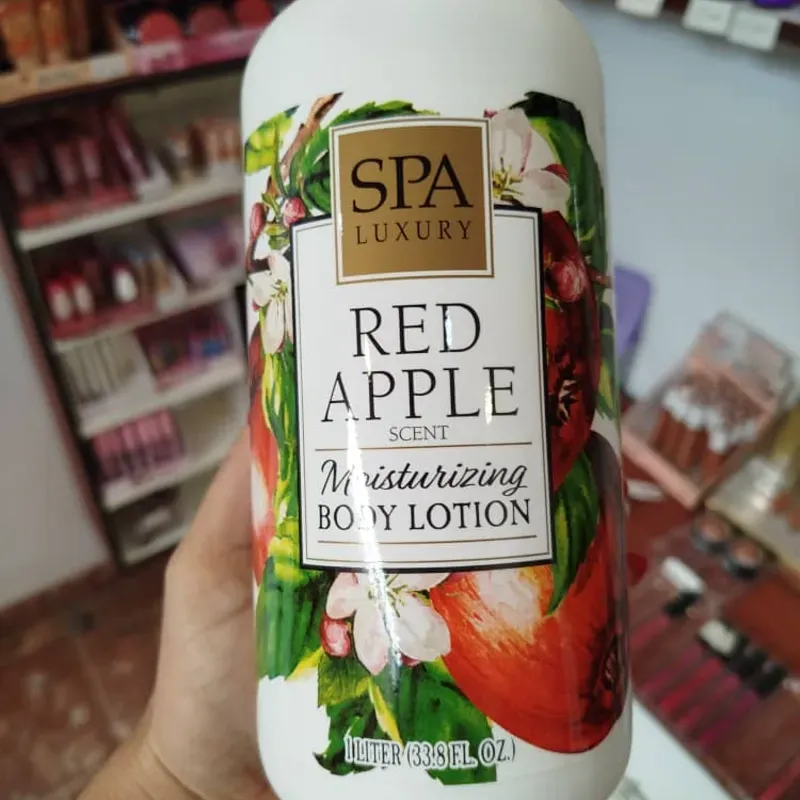 SPA
LUXURY
RED
APPLE
SCENT
Moisturizing
BODY LOTION
1 LITER (33.8 FL. OZ.)